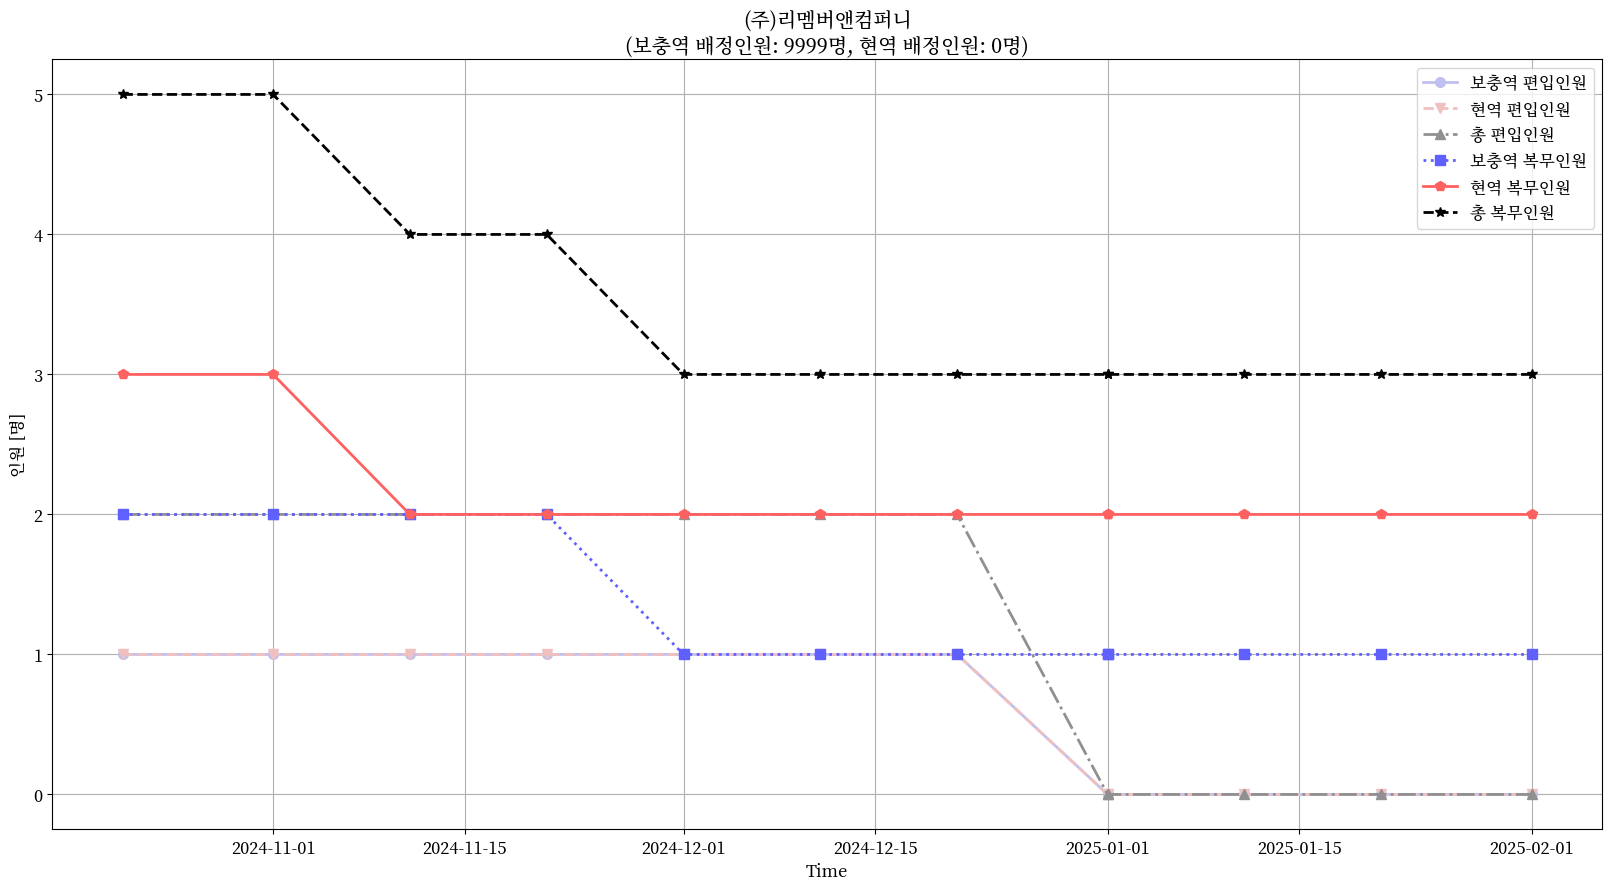 (주)리멤버앤컴퍼니
(보충역 배정인원: 9999명, 현역 배정인원: 0명)
5
4
3
2
1
0
인원 [명]
보충역 편입인원
현역 편입인원
총 편입인원
보충역 복무인원
현역 복무인원
총 복무인원
2024-11-01
2024-11-15
2024-12-01
2024-12-15
2025-01-01
2025-01-15
2025-02-01
Time